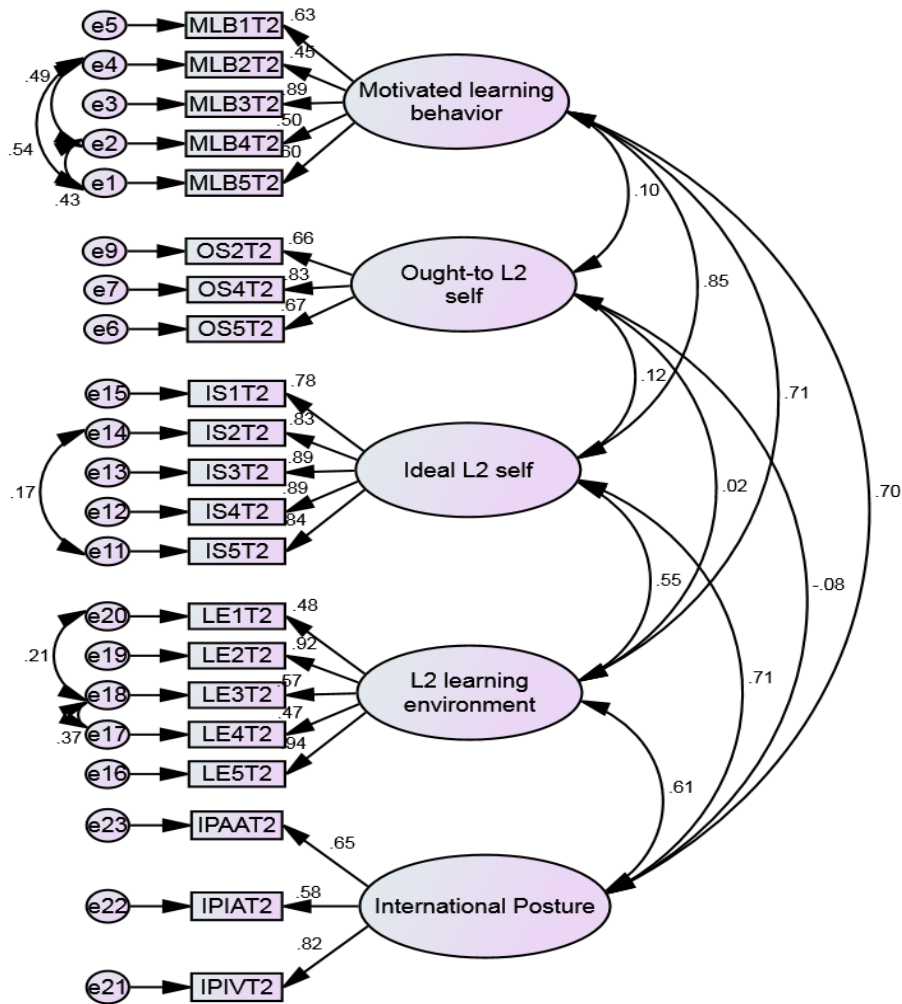 e5
MLB1T2
.63
e4
MLB2T2
.45
e3
MLB3T2
.89
e2
MLB4T2
.50
e1
MLB5T2
.60
.49
.54
.43
Motivated learning
behavior
e9
OS2T2
.66
e7
OS4T2
.83
e6
OS5T2
.67
Ought-to L2
self
e15
IS1T2
.78
e14
IS2T2
.83
e13
IS3T2
.89
e12
IS4T2
.89
e11
IS5T2
.84
.17
Ideal L2 self
e20
LE1T2
.48
e19
LE2T2
.92
e18
LE3T2
.57
e17
LE4T2
.47
e16
LE5T2
.94
.21
.37
L2 learning
environment
e23
IPAAT2
.65
e22
IPIAT2
.58
e21
IPIVT2
.82
International Posture
.10
.85
.12
.71
.02
.70
.55
-.08
.71
.61